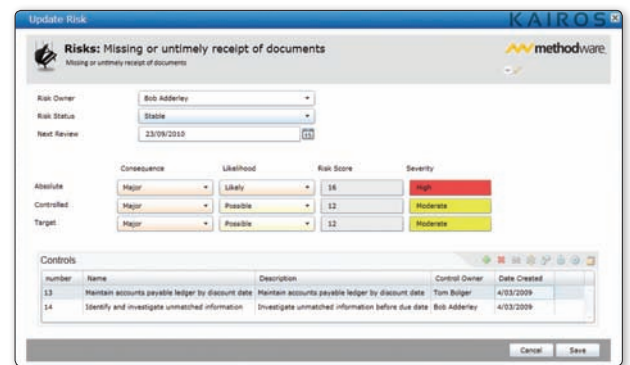 Update Risk
KAIROS
Risks: Missing or untimely receipt of documents
Missing or untimely receipt of documents
methodware
Risk Owner Bob Adderley
Risk Status Stable
Next Review 23/09/2010 15
Consequence Likelihood Risk Score Severity
Absolute Major Likely 16 High
Controlled Major Possible 12 Moderate
Target Major Possible 12 Moderate
Controls
number Name Description Control Owner Date Created
13 Maintain accounts payable ledger by discount date Maintain accounts payable ledger by discount date Tom Bolger 4/03/2009
14 Identify and investigate unmatched information Investigate unmatched information before due date Bob Adderley 4/03/2009
Cancel Save